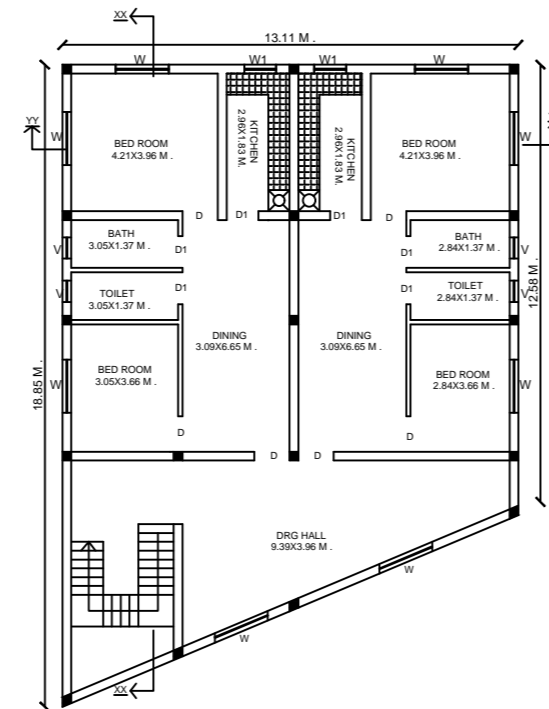 XX
13.11 M .
W
W1
W1
W
YY
W
BED ROOM
4.21X3.96 M .
KITCHEN
2.96X1.83 M.
KITCHEN
2.96X1.83 M.
BED ROOM
4.21X3.96 M .
W
D
D1
D1
D
BATH
3.05X1.37 M .
V
D1
D1
BATH
2.84X1.37 M .
V
TOILET
3.05X1.37 M .
V
D1
D1
TOILET
2.84X1.37 M .
V
12.58 M .
18.85 M .
DINING
3.09X6.65 M .
DINING
3.09X6.65 M .
BED ROOM
3.05X3.66 M .
W
BED ROOM
2.84X3.66 M .
W
D
D
D
D
DRG HALL
9.39X3.96 M .
W
W
XX